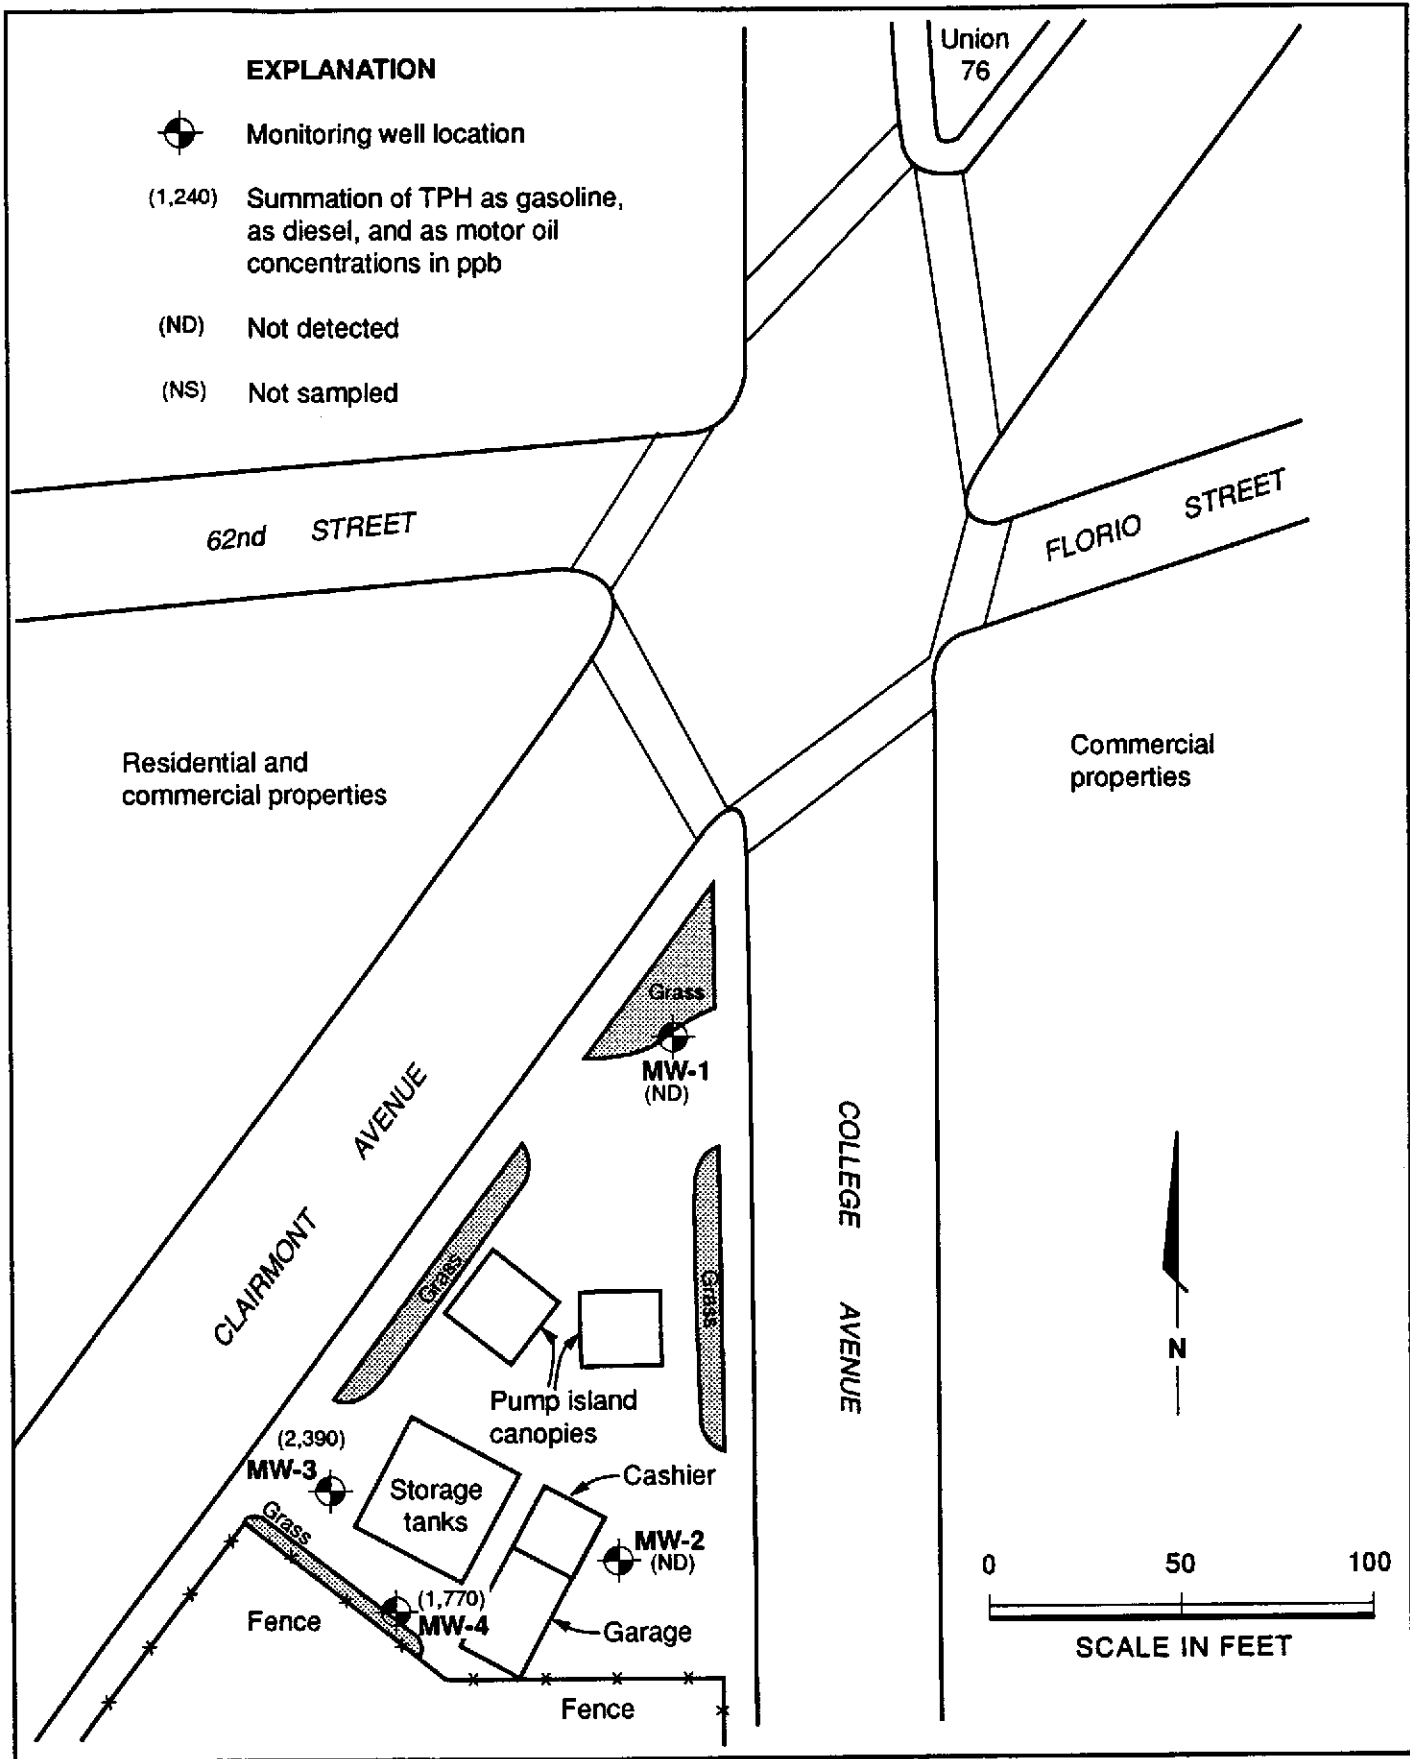 EXPLANATION
Monitoring well location
(1,240) Summation of TPH as gasoline,
as diesel, and as motor oil
concentrations in ppb
(ND) Not detected
(NS) Not sampled
Union
76
62nd STREET
FLORIO STREET
Residential and
commercial properties
Commercial
properties
Grass
MW-1
(ND)
CLAIRMONT AVENUE
COLLEGE AVENUE
Grass
Grass
N
Pump island
canopies
(2,390)
MW-3
Storage
tanks
Cashier
Grass
MW-2
(ND)
(1,770)
MW-4
Fence
Garage
Fence
0 50 100
SCALE IN FEET